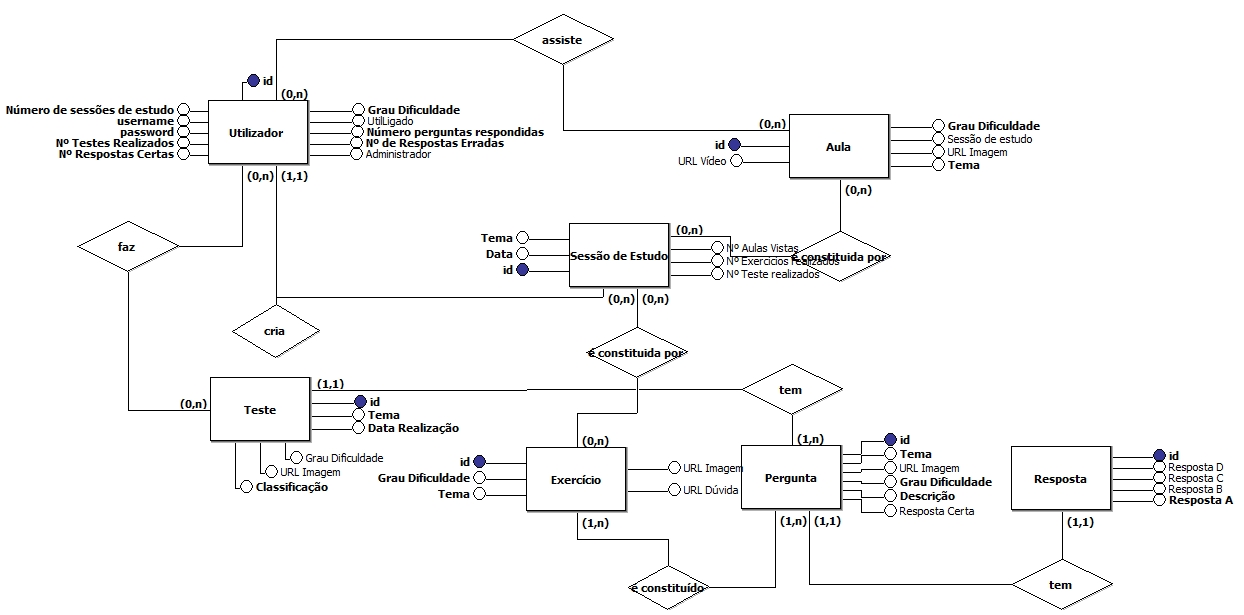 assiste
id
(0,n)
Número de sessões de estudo
username
password
Nº Testes Realizados
Nº Respostas Certas
Utilizador
Grau Dificuldade
UtilLigado
Número perguntas respondidas
Nº de Respostas Erradas
Administrador
(0,n)
(1,1)
(0,n)
id
URL Vídeo
Aula
Grau Dificuldade
Sessão de estudo
URL Imagem
Tema
(0,n)
faz
Tema
Data
id
Sessão de Estudo
(0,n)
Nº Aulas Vistas
Nº Exercicios realizados
Nº Teste realizados
é constituida por
(0,n)
(0,n)
cria
é constituida por
(0,n)
Teste
(1,1)
id
Tema
Data Realização
Grau Dificuldade
URL Imagem
Classificação
tem
(0,n)
id
Grau Dificuldade
Tema
Exercício
URL Imagem
URL Dúvida
(1,n)
(1,n)
Pergunta
id
Tema
URL Imagem
Grau Dificuldade
Descrição
Resposta Certa
(1,n)
(1,1)
Resposta
id
Resposta D
Resposta C
Resposta B
Resposta A
(1,1)
é constituído
tem